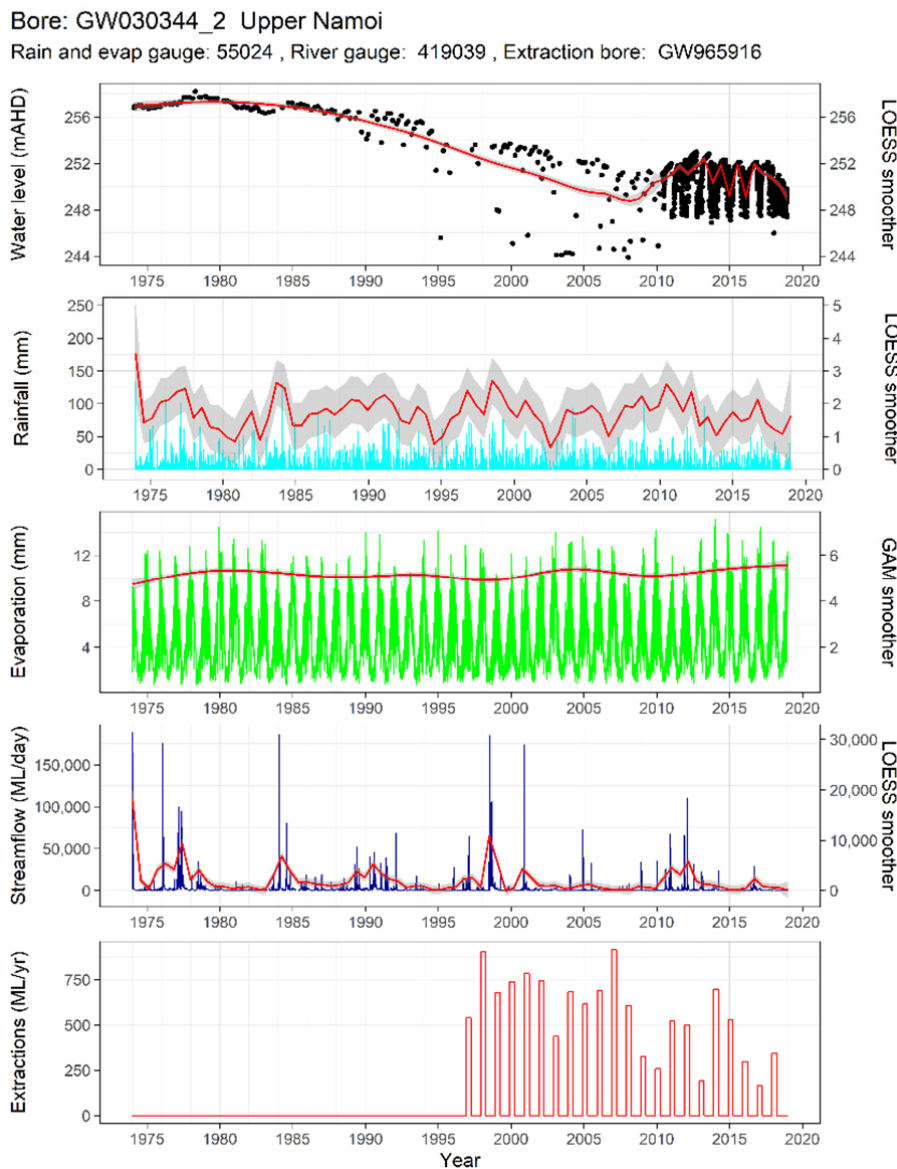 Bore: GW030344_2 Upper Namoi
Rain and evap gauge: 55024 , River gauge: 419039 , Extraction bore: GW965916
Water level (mAHD)
256
252
248
244
256
252
248
244
LOESS smoother
1975 1980 1985 1990 1995 2000 2005 2010 2015 2020
Rainfall (mm)
250
200
150
100
50
0
5
4
3
2
1
0
LOESS smoother
1975 1980 1985 1990 1995 2000 2005 2010 2015 2020
Evaporation (mm)
12
8
4
6
4
2
GAM smoother
1975 1980 1985 1990 1995 2000 2005 2010 2015 2020
Streamflow (ML/day)
150,000
100,000
50,000
0
30,000
20,000
10,000
0
LOESS smoother
1975 1980 1985 1990 1995 2000 2005 2010 2015 2020
Extractions (ML/yr)
750
500
250
0
1975 1980 1985 1990 1995 2000 2005 2010 2015 2020
Year